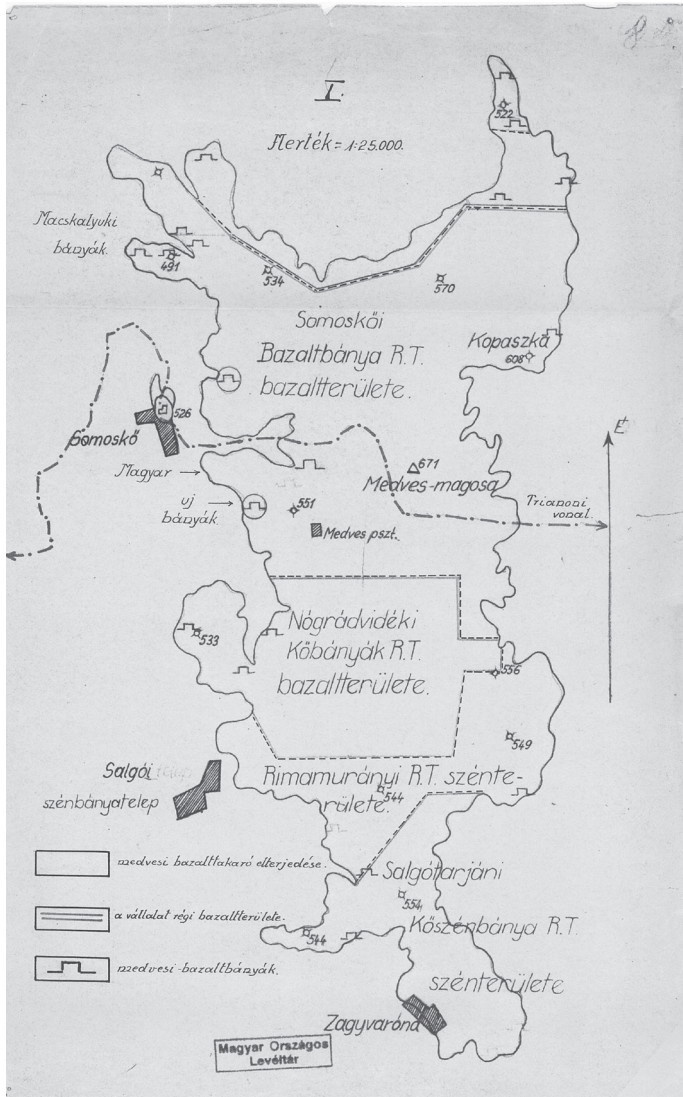 I.
522
Mérték = 1:25.000.
Macskalyuki
bányák.
491
534
570
Somoskői
Bazaltbánya R.T.
bazaltterülete.
Kopaszka
608
526
Somoskő
É.
Magyar
671
Medves-magosa
uj
bányák.
551
Medves pszt.
Trianoni
vonal.
533
Nógrádvidéki
Kőbányák R.T.
bazaltterülete.
556
549
Salgói
szénbányatelep
Rimamurányi R.T. szénte-
rülete.
544
medvesi bazalttakaró elterjedése.
Salgótarjáni
a vállalat régi bazaltterülete.
554
Kőszénbánya R.T.
544
medvesi-bazaltbányák.
szénterülete
Zagyvaróna
Magyar Országos
Levéltár